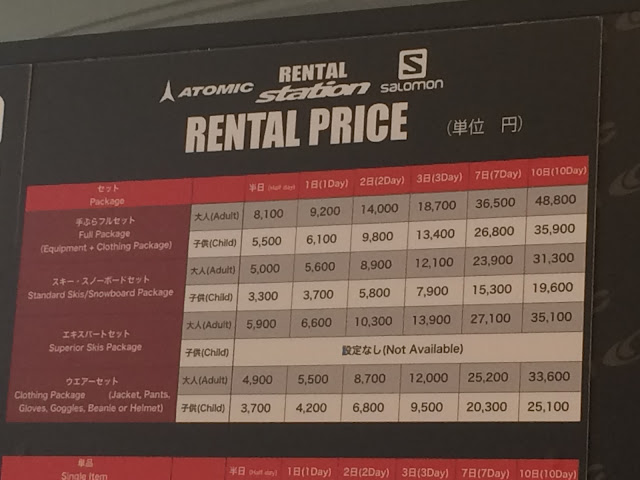 ATOMIC RENTAL station S salomon
RENTAL PRICE (単位 円)
セット
Package 半日(Half day) 1日(1Day) 2日(2Day) 3日(3Day) 7日(7Day) 10日(10Day)
手ぶらフルセット
Full Package
(Equipment + Clothing Package)
大人(Adult) 8,100 9,200 14,000 18,700 36,500 48,800
子供(Child) 5,500 6,100 9,800 13,400 26,800 35,900
スキー・スノーボードセット
Standard Skis/Snowboard Package
大人(Adult) 5,000 5,600 8,900 12,100 23,900 31,300
子供(Child) 3,300 3,700 5,800 7,900 15,300 19,600
エキスパートセット
Superior Skis Package
大人(Adult) 5,900 6,600 10,300 13,900 27,100 35,100
子供(Child) 設定なし(Not Available)
ウエアーセット
Clothing Package (Jacket, Pants,
Gloves, Goggles, Beanie or Helmet)
大人(Adult) 4,900 5,500 8,700 12,000 25,200 33,600
子供(Child) 3,700 4,200 6,800 9,500 20,300 25,100
単品
Single Item 半日(Half day) 1日(1Day) 2日(2Day) 3日(3Day) 7日(7Day) 10日(10Day)